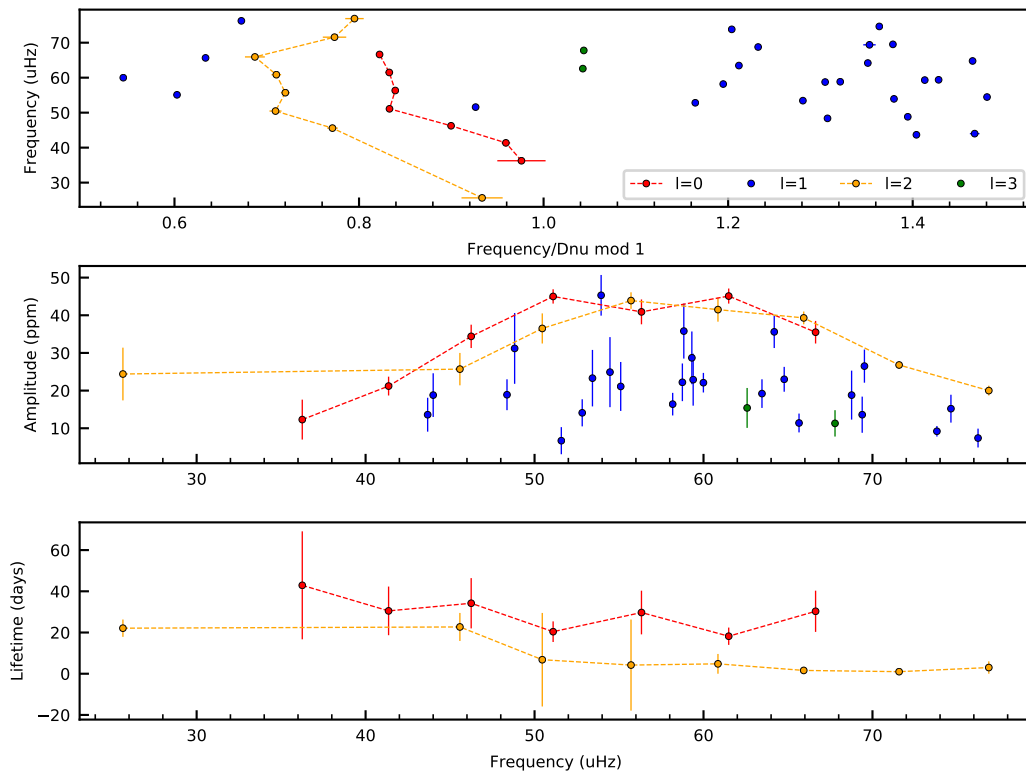 70
60
50
40
30
Frequency (uHz)
0.6 0.8 1.0 1.2 1.4
Frequency/Dnu mod 1
l=0 l=1 l=2 l=3
50
40
30
20
10
Amplitude (ppm)
30 40 50 60 70
60
40
20
0
−20
Lifetime (days)
30 40 50 60 70
Frequency (uHz)